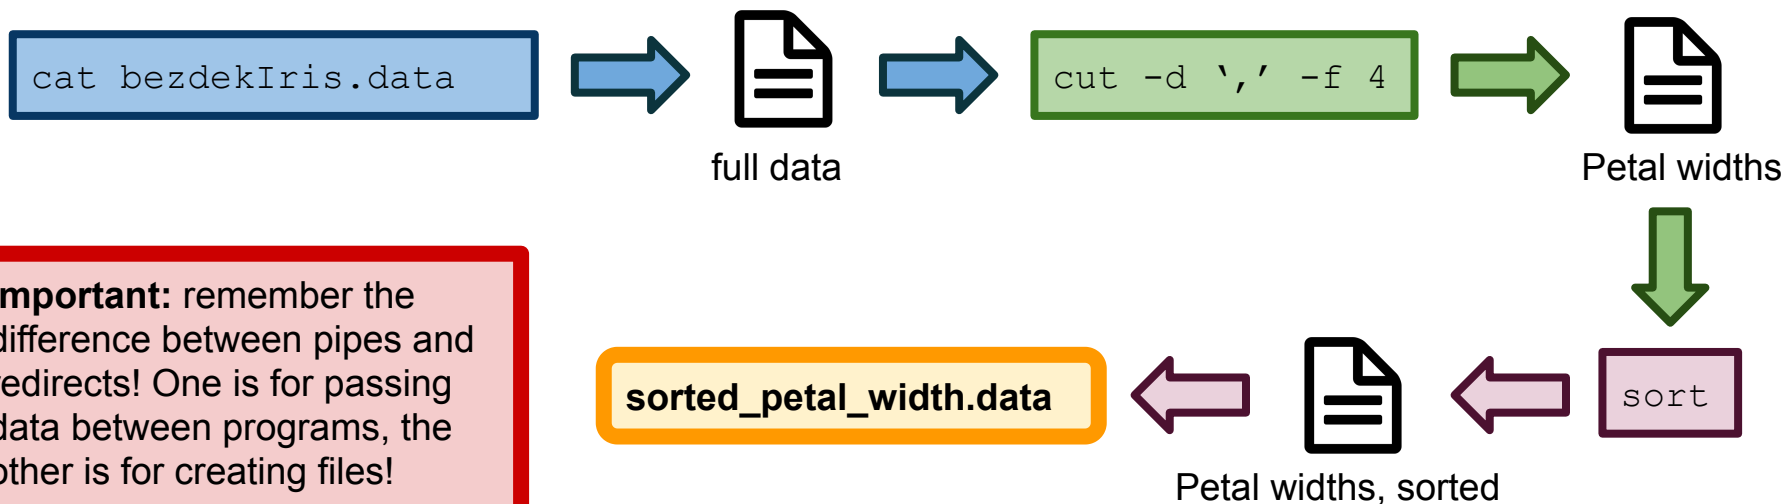 cat bezdekIris.data
cut -d ‘,’ -f 4
full data
Petal widths
mportant: remember the
difference between pipes and
redirects! One is for passing
data between programs, the
other is for creating files!
sorted_petal_width.data
sort
Petal widths, sorted